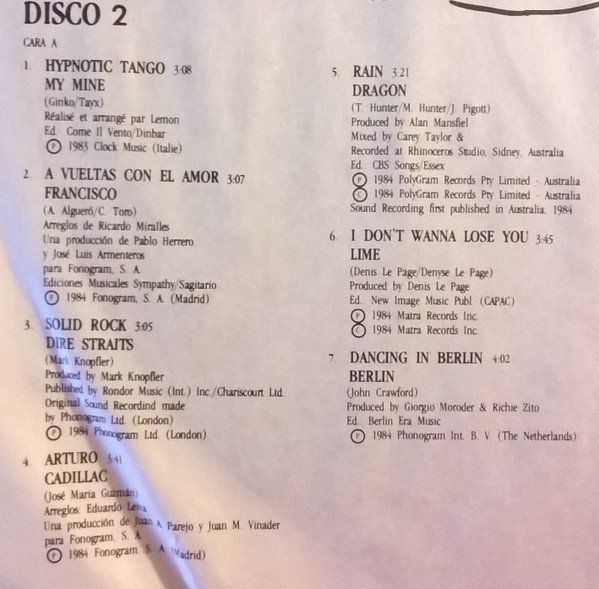 DISCO 2
CARA A
1. HYPNOTIC TANGO 3:08
MY MINE
(Ginko/Tayx)
Réalisé et arrangé par Lemon
Ed. Come Il Vento/Dinbar
Ⓟ 1983 Clock Music (Italie)
2. A VUELTAS CON EL AMOR 3:07
FRANCISCO
(A. Algueró/C. Toro)
Arreglos de Ricardo Miralles
Una producción de Pablo Herrero
y José Luis Armenteros
para Fonogram, S. A.
Ediciones Musicales Sympathy/Sagitario
Ⓟ 1984 Fonogram, S. A. (Madrid)
3. SOLID ROCK 3:05
DIRE STRAITS
(Mark Knopfler)
Produced by Mark Knopfler
Published by Rondor Music (Int.) Inc./Chariscourt Ltd.
Original Sound Recordind made
by Phonogram Ltd. (London)
Ⓟ 1984 Phonogram Ltd. (London)
4. ARTURO 3:41
CADILLAC
(José María Guzmán)
Arreglos: Eduardo Leiva
Una producción de Juan A. Parejo y Juan M. Vinader
para Fonogram, S. A.
Ⓟ 1984 Fonogram, S. A. (Madrid)
5. RAIN 3:21
DRAGON
(T. Hunter/M. Hunter/J. Pigott)
Produced by Alan Mansfiel
Mixed by Carey Taylor &
Recorded at Rhinoceros Studio, Sidney, Australia
Ed. CBS Songs/Essex
Ⓟ 1984 PolyGram Records Pty Limited - Australia
Ⓒ 1984 PolyGram Records Pty Limited - Australia
Sound Recording first published in Australia, 1984
6. I DON'T WANNA LOSE YOU 3:45
LIME
(Denis Le Page/Denyse Le Page)
Produced by Denis Le Page
Ed. New Image Music Publ. (CAPAC)
Ⓟ 1984 Matra Records Inc.
Ⓒ 1984 Matra Records Inc.
7. DANCING IN BERLIN 4:02
BERLIN
(John Crawford)
Produced by Giorgio Moroder & Richie Zito
Ed. Berlin Era Music
Ⓟ 1984 Phonogram Int. B. V. (The Netherlands)